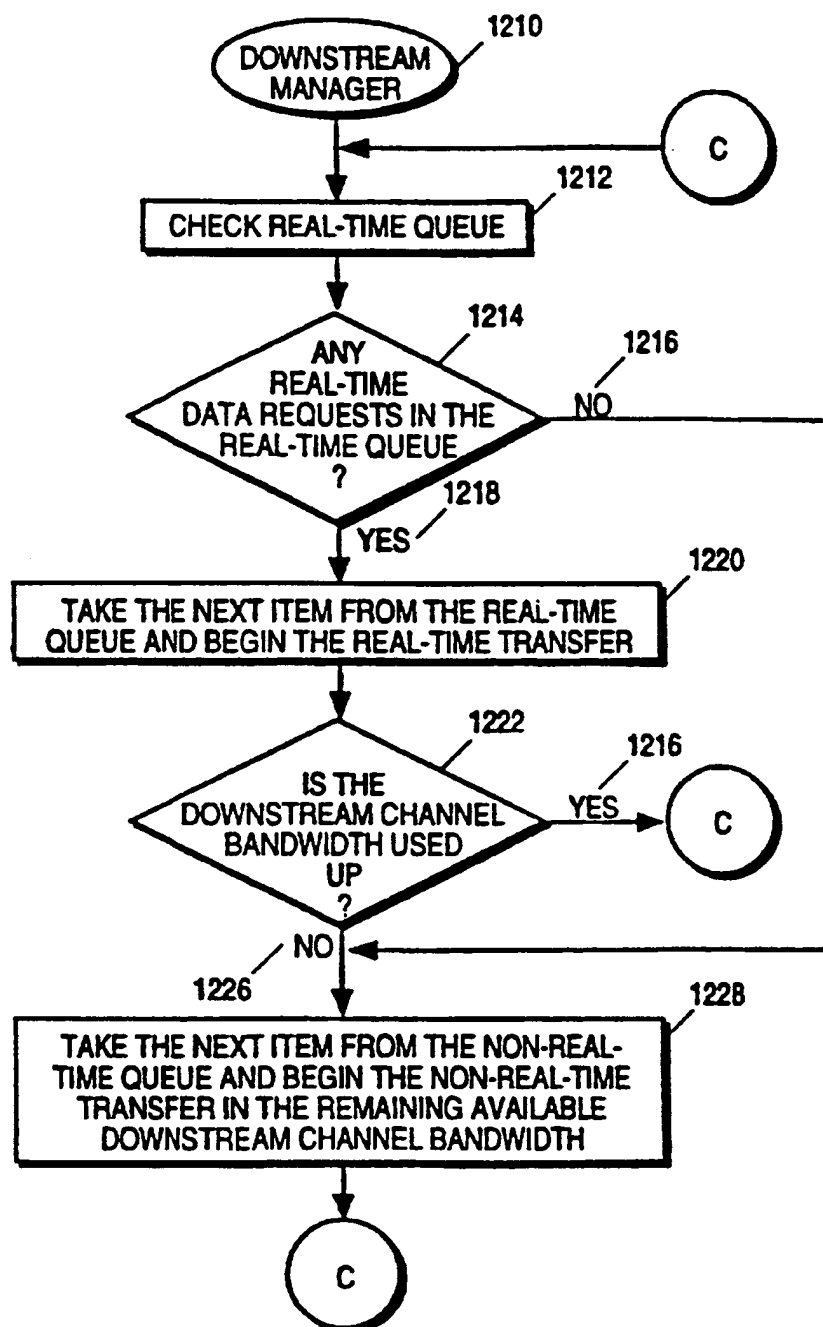 1210
DOWNSTREAM
MANAGER
C
1212
CHECK REAL-TIME QUEUE
1214
ANY
REAL-TIME
DATA REQUESTS IN THE
REAL-TIME QUEUE
?
1216
NO
1218
YES
1220
TAKE THE NEXT ITEM FROM THE REAL-TIME
QUEUE AND BEGIN THE REAL-TIME TRANSFER
1222
IS THE
DOWNSTREAM CHANNEL
BANDWIDTH USED
UP
?
1216
YES
C
NO
1226
1228
TAKE THE NEXT ITEM FROM THE NON-REAL-
TIME QUEUE AND BEGIN THE NON-REAL-TIME
TRANSFER IN THE REMAINING AVAILABLE
DOWNSTREAM CHANNEL BANDWIDTH
C